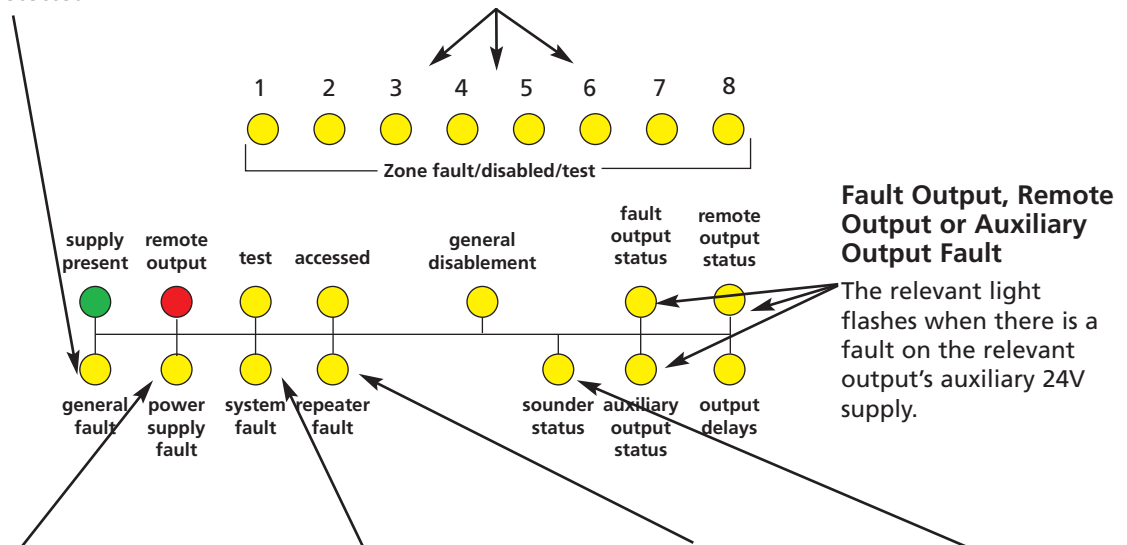 1 2 3 4 5 6 7 8
Zone fault/disabled/test
supply
present
remote
output
test
accessed
general
disablement
fault
output
status
remote
output
status
general
fault
power
supply
fault
system
fault
repeater
fault
sounder
status
auxiliary
output
status
output
delays
Fault Output, Remote
Output or Auxiliary
Output Fault
The relevant light
flashes when there is a
fault on the relevant
output's auxiliary 24V
supply.